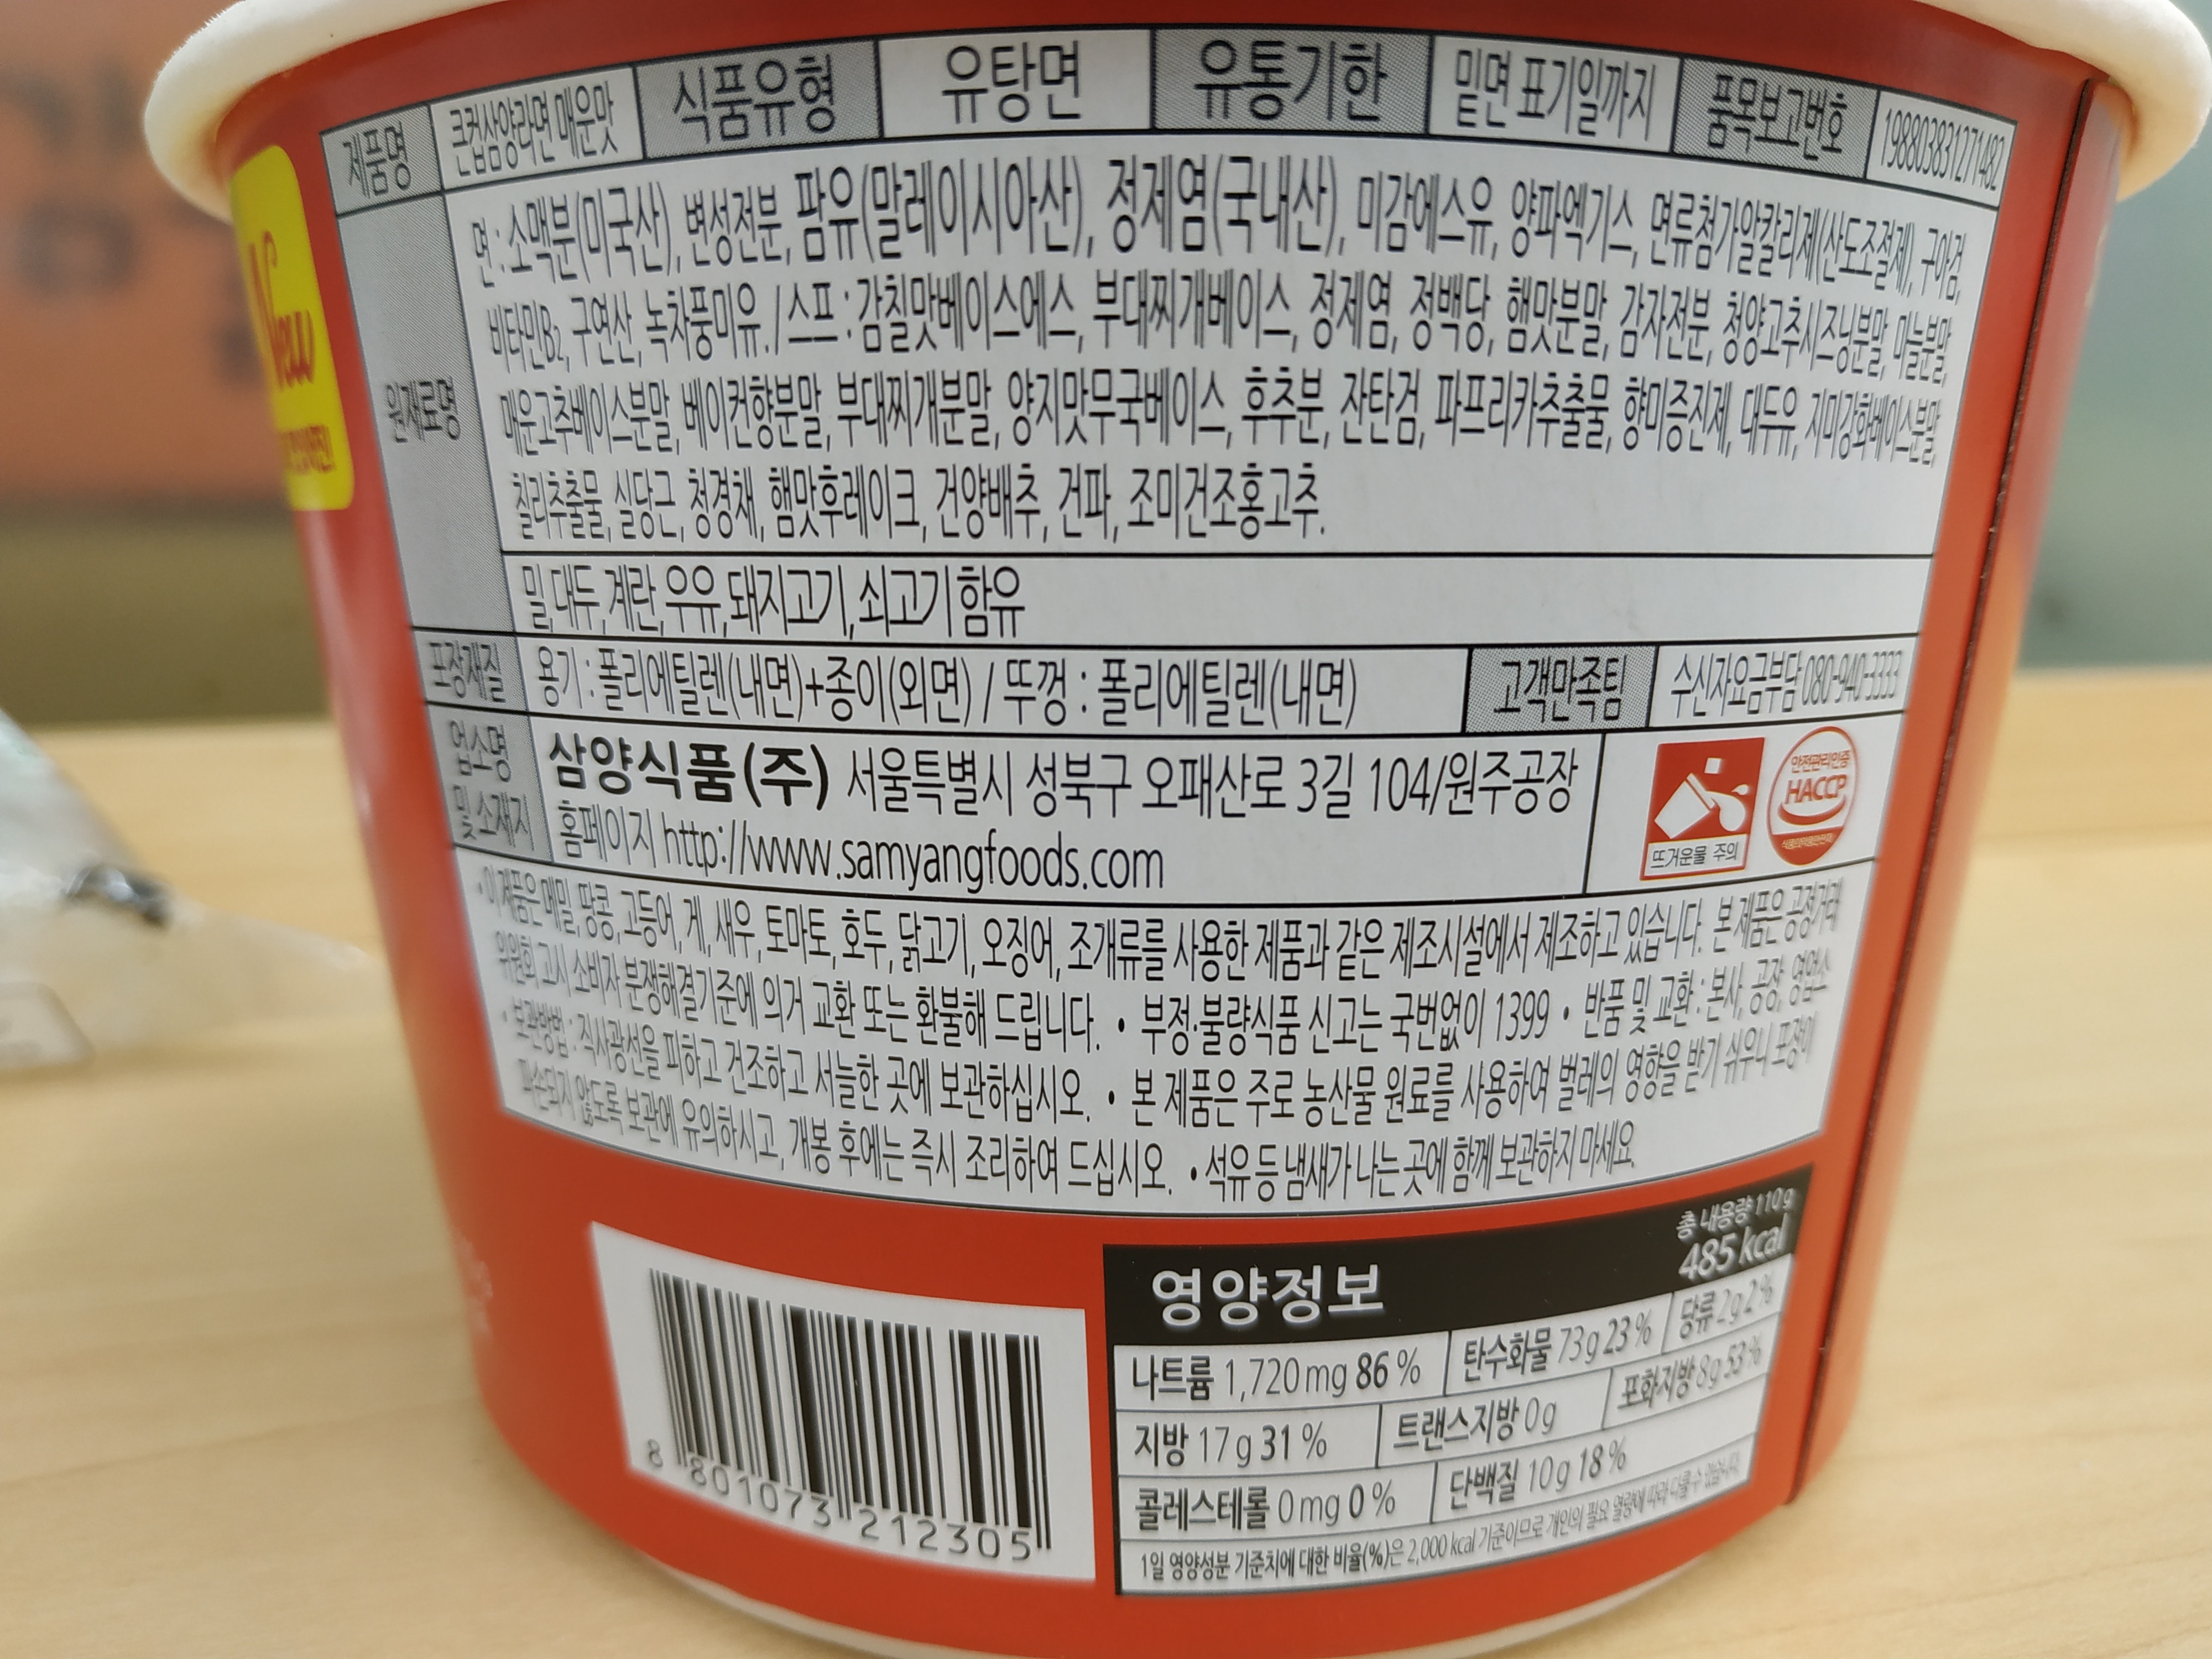 New
제품명 큰컵삼양라면 매운맛 식품유형 유탕면 유통기한 밑면 표기일까지 품목보고번호 198803831271482
원재료명
면 : 소맥분(미국산), 변성전분, 팜유(말레이시아산), 정제염(국내산), 미감에스유, 양파엑기스, 면류첨가알칼리제(산도조절제), 구아검,
비타민B₂, 구연산, 녹차풍미유. / 스프 : 감칠맛베이스에스, 부대찌개베이스, 정제염, 정백당, 햄맛분말, 감자전분, 청양고추시즈닝분말, 마늘분말,
매운고추베이스분말, 베이컨향분말, 부대찌개분말, 양지맛무국베이스, 후추분, 잔탄검, 파프리카추출물, 향미증진제, 대두유, 지미강화베이스분말,
칠리추출물, 실당근, 청경채, 햄맛후레이크, 건양배추, 건파, 조미건조홍고추.
밀, 대두, 계란, 우유, 돼지고기, 쇠고기 함유
포장재질 용기 : 폴리에틸렌(내면)+종이(외면) / 뚜껑 : 폴리에틸렌(내면) 고객만족팀 수신자요금부담 080-940-3333
업소명 및 소재지
삼양식품(주) 서울특별시 성북구 오패산로 3길 104/원주공장
홈페이지 http://www.samyangfoods.com
뜨거운물 주의
안전관리인증
HACCP
•이 제품은 메밀, 땅콩, 고등어, 게, 새우, 토마토, 호두, 닭고기, 오징어, 조개류를 사용한 제품과 같은 제조시설에서 제조하고 있습니다. 본 제품은 공정거래
위원회 고시 소비자 분쟁해결기준에 의거 교환 또는 환불해 드립니다. • 부정·불량식품 신고는 국번없이 1399 • 반품 및 교환 : 본사, 공장, 영업소
• 보관방법 : 직사광선을 피하고 건조하고 서늘한 곳에 보관하십시오. • 본 제품은 주로 농산물 원료를 사용하여 벌레의 영향을 받기 쉬우니 포장이
파손되지 않도록 보관에 유의하시고, 개봉 후에는 즉시 조리하여 드십시오. • 석유 등 냄새가 나는 곳에 함께 보관하지 마세요.
총 내용량 110g
영양정보 485 kcal
나트륨 1,720mg 86% 탄수화물 73g 23% 당류 2g 2%
지방 17g 31% 트랜스지방 0g 포화지방 8g 53%
콜레스테롤 0mg 0% 단백질 10g 18%
1일 영양성분 기준치에 대한 비율(%)은 2,000 kcal 기준이므로 개인의 필요 열량에 따라 다를 수 있습니다.
8 801073 212305